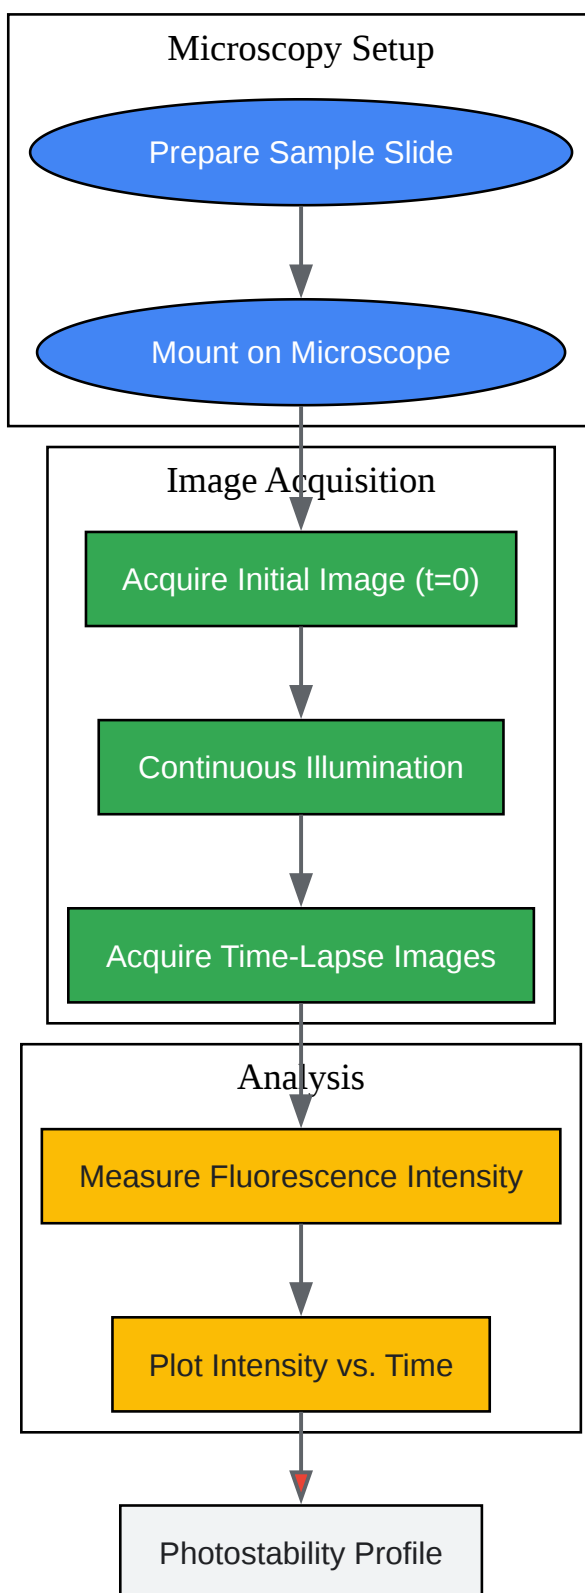 Microscopy Setup
Prepare Sample Slide
Mount on Microscope
Image Acquisition
Acquire Initial Image (t=0)
Continuous Illumination
Acquire Time-Lapse Images
Analysis
Measure Fluorescence Intensity
Plot Intensity vs. Time
Photostability Profile